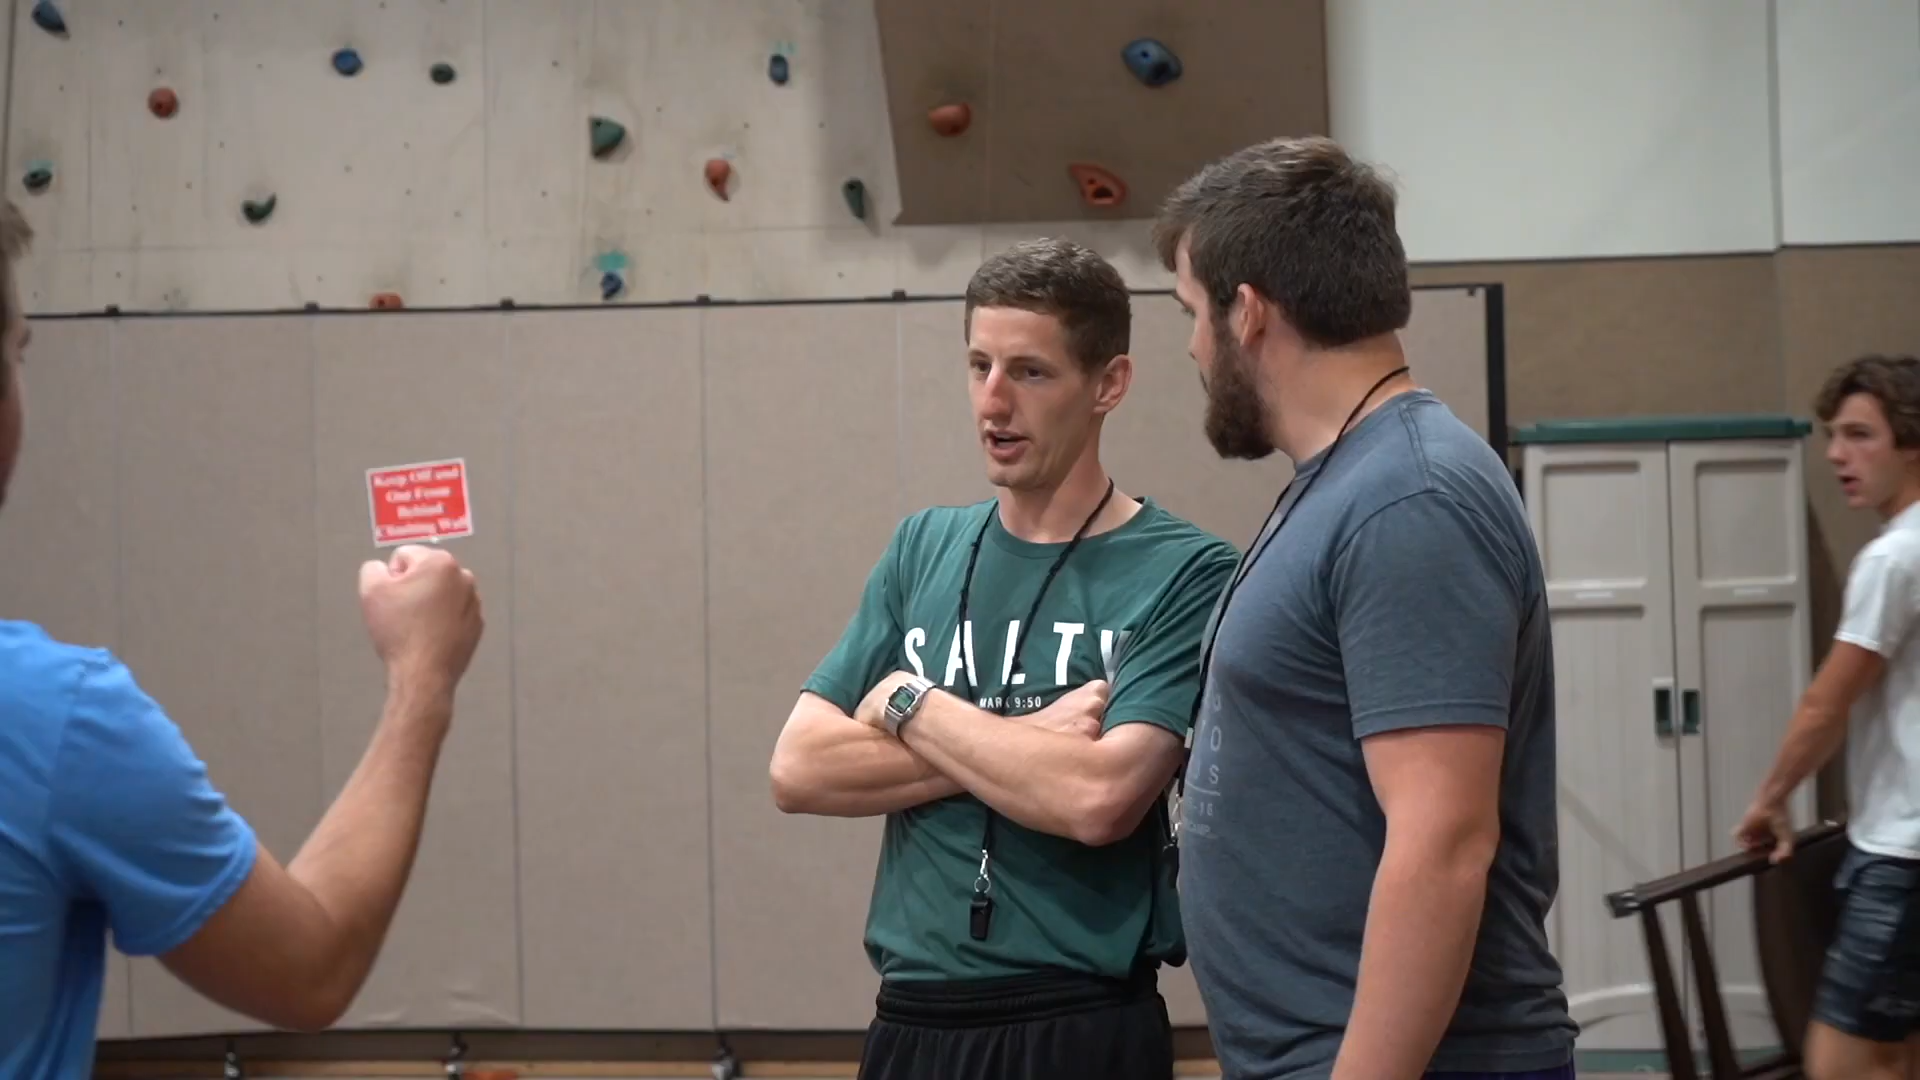 Keep Off and
Out From
Behind
Climbing Wall
SALTY
MARK 9:50